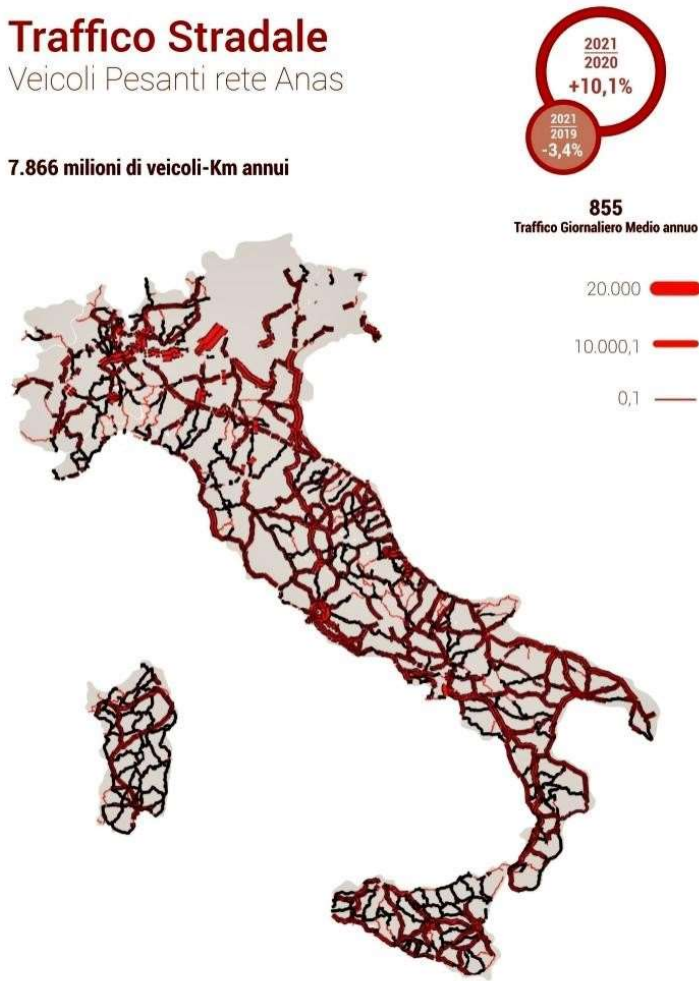 Traffico Stradale
Veicoli Pesanti rete Anas
7.866 milioni di veicoli-Km annui
2021
2020
+10,1%
2021
2019
-3,4%
855
Traffico Giornaliero Medio annuo
20.000
10.000,1
0,1